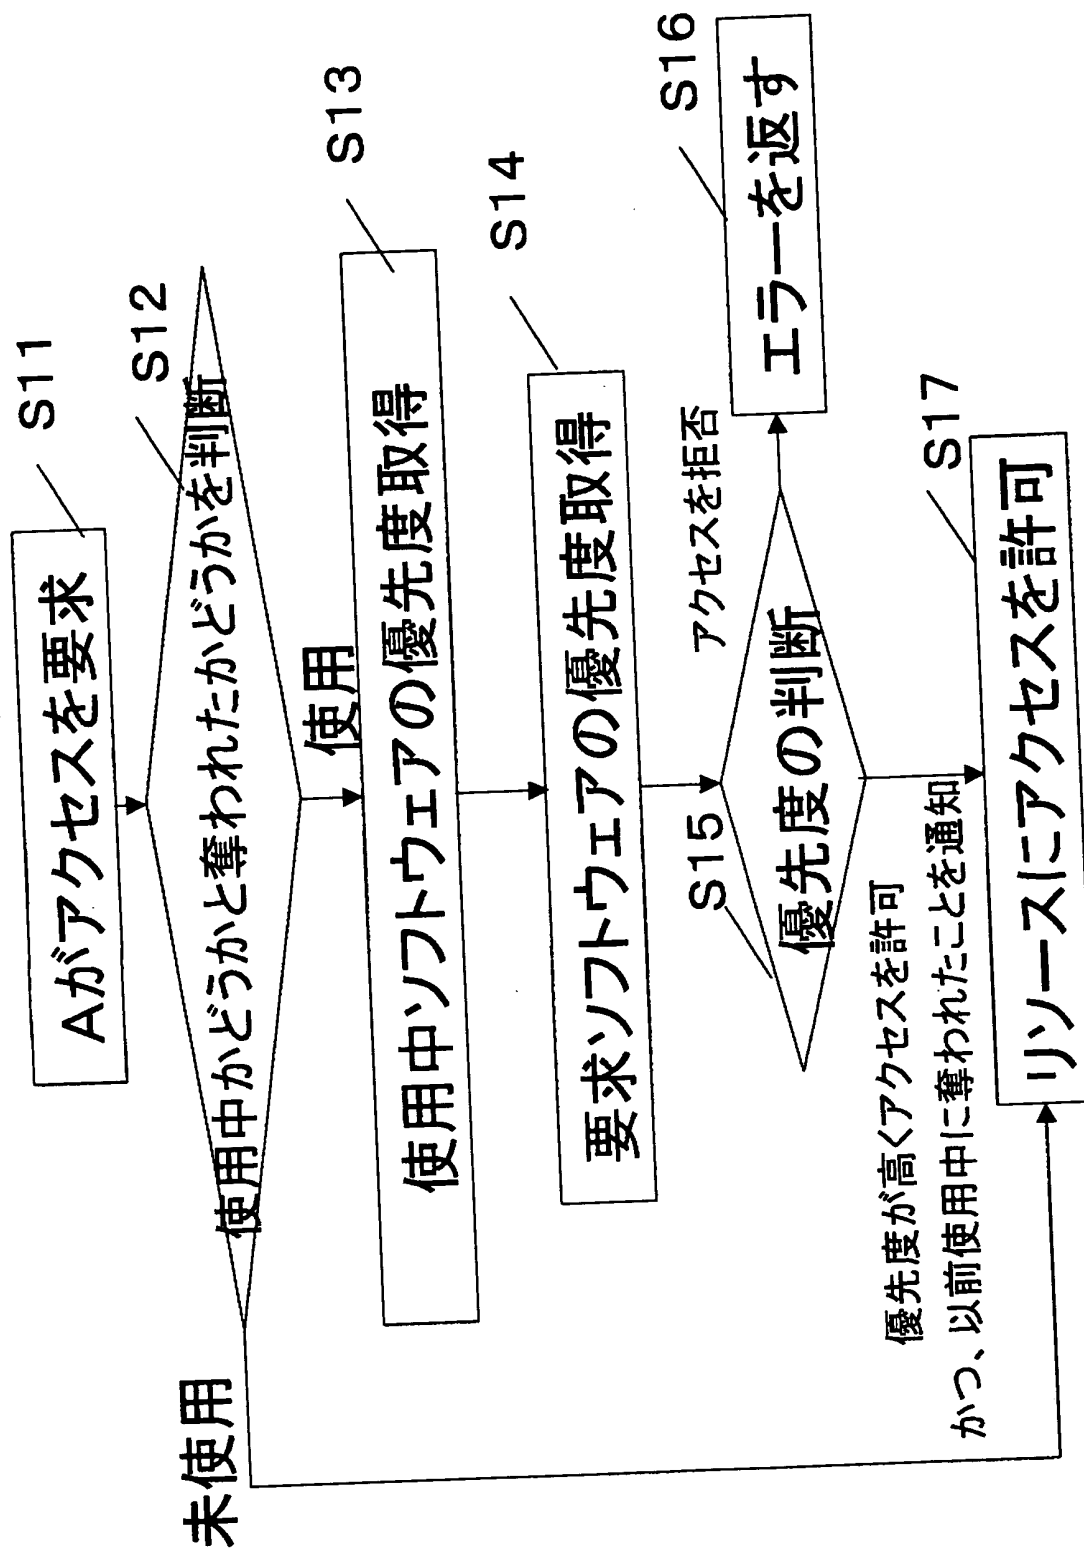 S11
Aがアクセスを要求
S12
使用中かどうかと奪われたかどうかを判断
未使用
使用
S13
使用中ソフトウェアの優先度取得
S14
要求ソフトウェアの優先度取得
S15
優先度の判断
アクセスを拒否
S16
エラーを返す
優先度が高くアクセスを許可
かつ、以前使用中に奪われたことを通知
S17
リソースにアクセスを許可